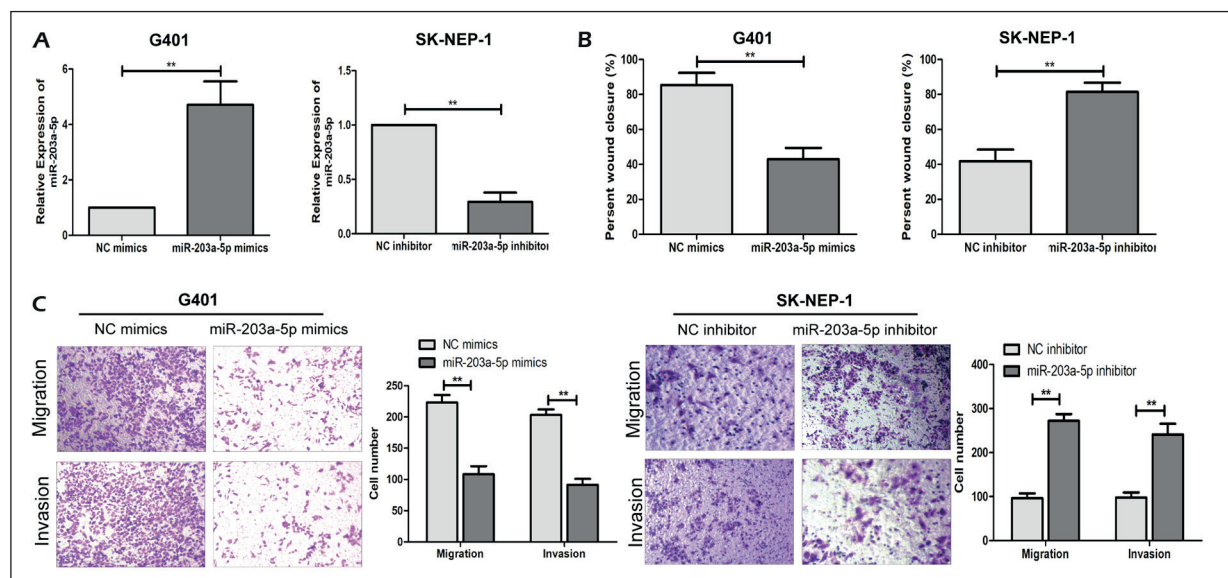 A
G401
Relative Expression of
miR-203a-5p
6
4
2
0
**
NC mimics
miR-203a-5p mimics
SK-NEP-1
Relative Expression of
miR-203a-5p
1.5
1.0
0.5
0.0
**
NC inhibitor
miR-203a-5p inhibitor
B
G401
Percent wound closure (%)
100
80
60
40
20
0
**
NC mimics
miR-203a-5p mimics
SK-NEP-1
Percent wound closure (%)
100
80
60
40
20
0
**
NC inhibitor
miR-203a-5p inhibitor
C
G401
NC mimics
miR-203a-5p mimics
Migration
Invasion
NC mimics
miR-203a-5p mimics
Cell number
250
200
150
100
50
0
**
**
Migration
Invasion
SK-NEP-1
NC inhibitor
miR-203a-5p inhibitor
Migration
Invasion
NC inhibitor
miR-203a-5p inhibitor
Cell number
400
300
200
100
0
**
**
Migration
Invasion